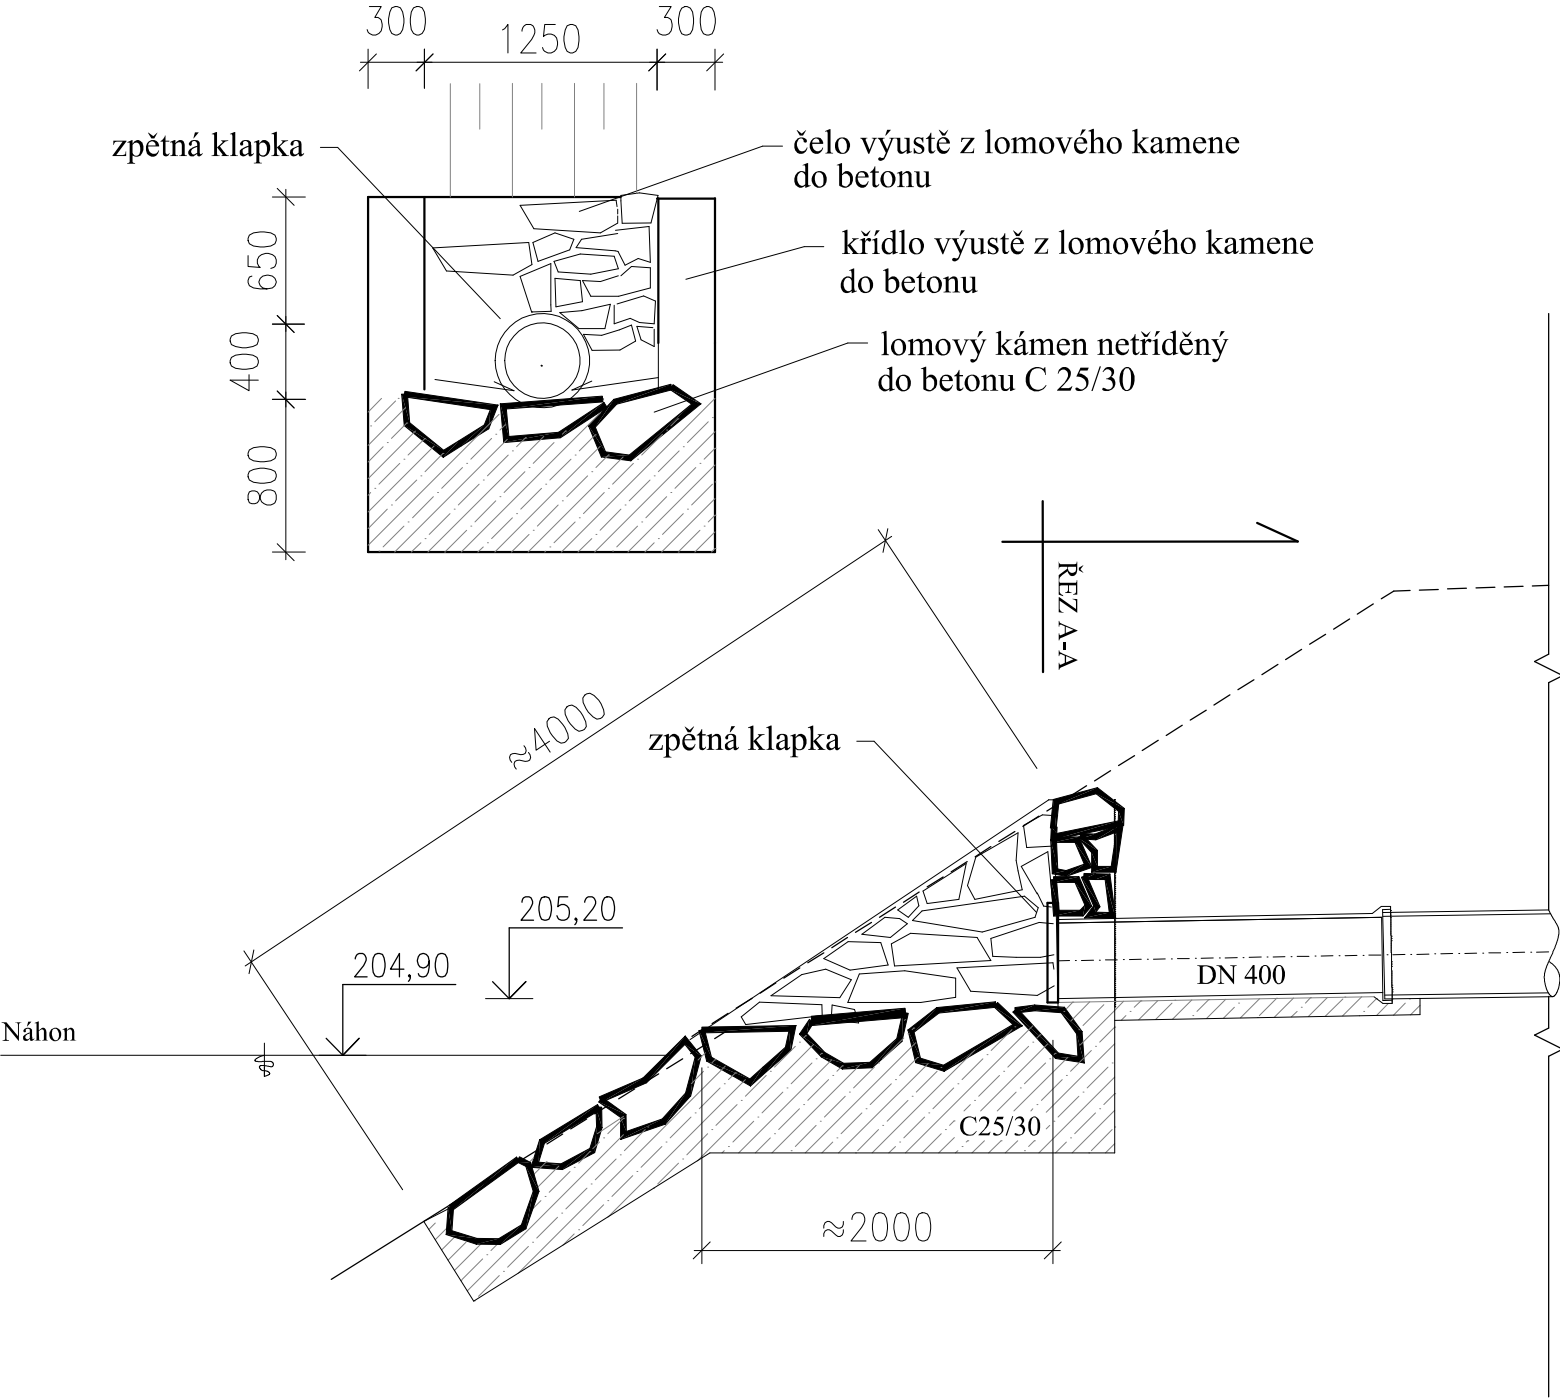 300
1250
300
zpětná klapka
čelo výustě z lomového kamene
do betonu
křídlo výustě z lomového kamene
do betonu
lomový kámen netříděný
do betonu C 25/30
650
400
800
ŘEZ A-A
≈4000
zpětná klapka
205,20
204,90
Náhon
DN 400
C25/30
≈2000